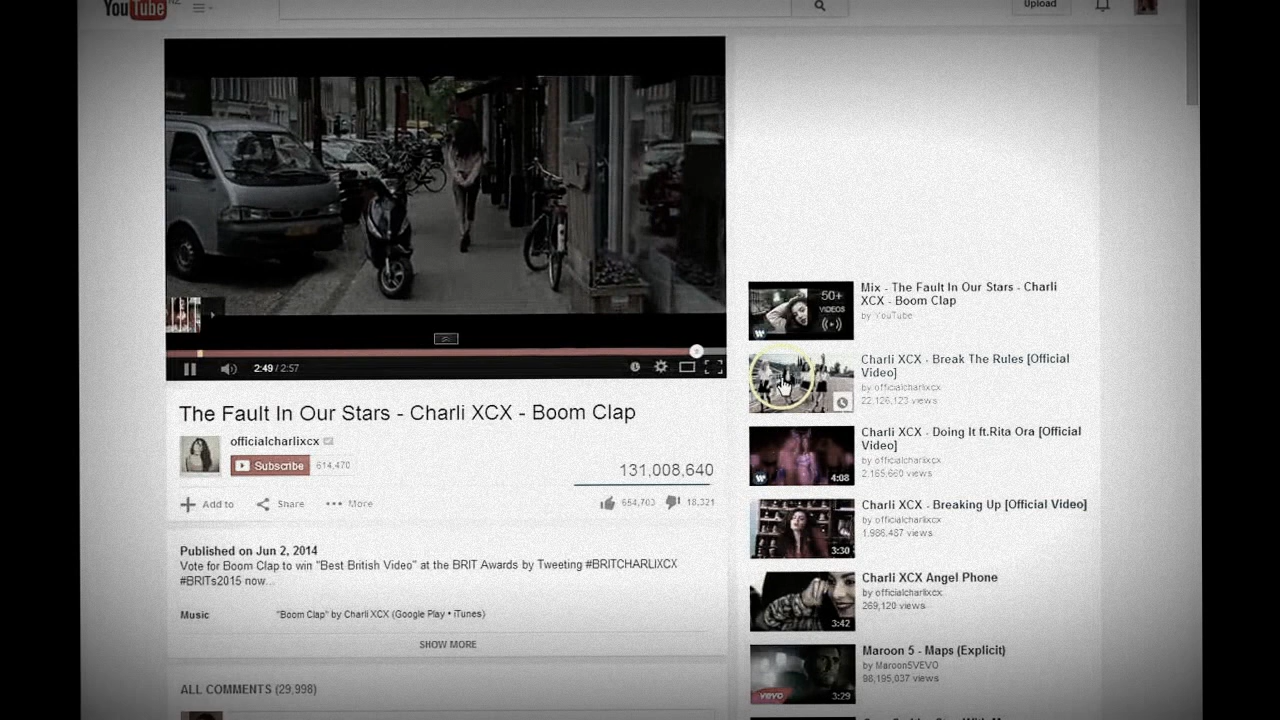 YouTube
Upload
2:49 / 2:57
The Fault In Our Stars - Charli XCX - Boom Clap
officialcharlixcx
Subscribe 614,470
131,008,640
18,321
Add to Share More
Published on Jun 2, 2014
Vote for Boom Clap to win "Best British Video" at the BRIT Awards by Tweeting #BRITCHARLIXCX
#BRITs2015 now...
Music "Boom Clap" by Charli XCX (Google Play • iTunes)
SHOW MORE
ALL COMMENTS (29,998)
50+
VIDEOS
Mix - The Fault In Our Stars - Charli
XCX - Boom Clap
by YouTube
Charli XCX - Break The Rules [Official
Video]
by officialcharlixcx
22,126,123 views
4:08
Charli XCX - Doing It ft.Rita Ora [Official
Video]
by officialcharlixcx
2,165,660 views
3:30
Charli XCX - Breaking Up [Official Video]
by officialcharlixcx
1,986,487 views
3:42
Charli XCX Angel Phone
by officialcharlixcx
269,120 views
vevo
3:29
Maroon 5 - Maps (Explicit)
by Maroon5VEVO
98,195,037 views